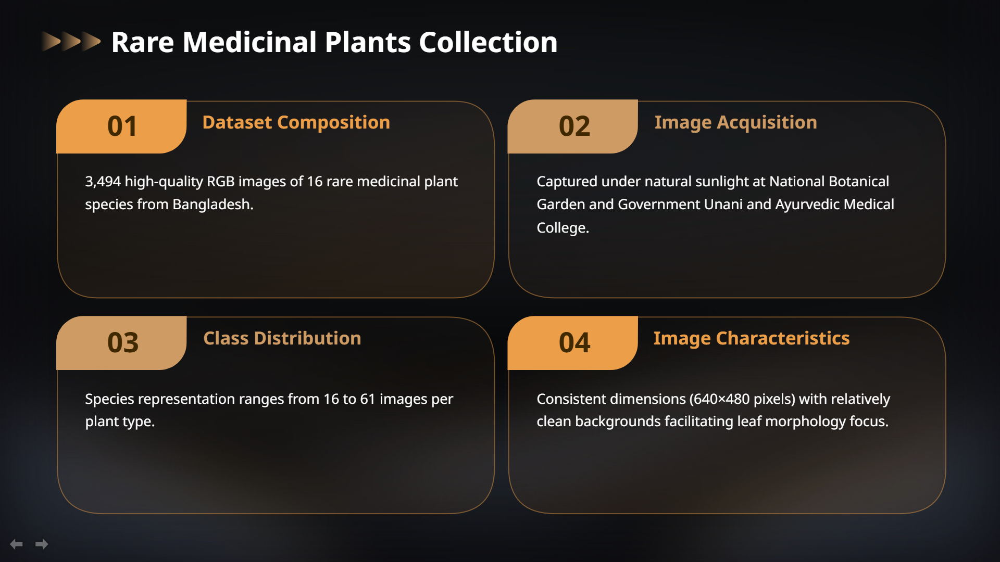 Rare Medicinal Plants Collection
01
Dataset Composition
3,494 high-quality RGB images of 16 rare medicinal plant
species from Bangladesh.
02
Image Acquisition
Captured under natural sunlight at National Botanical
Garden and Government Unani and Ayurvedic Medical
College.
03
Class Distribution
Species representation ranges from 16 to 61 images per
plant type.
04
Image Characteristics
Consistent dimensions (640×480 pixels) with relatively
clean backgrounds facilitating leaf morphology focus.